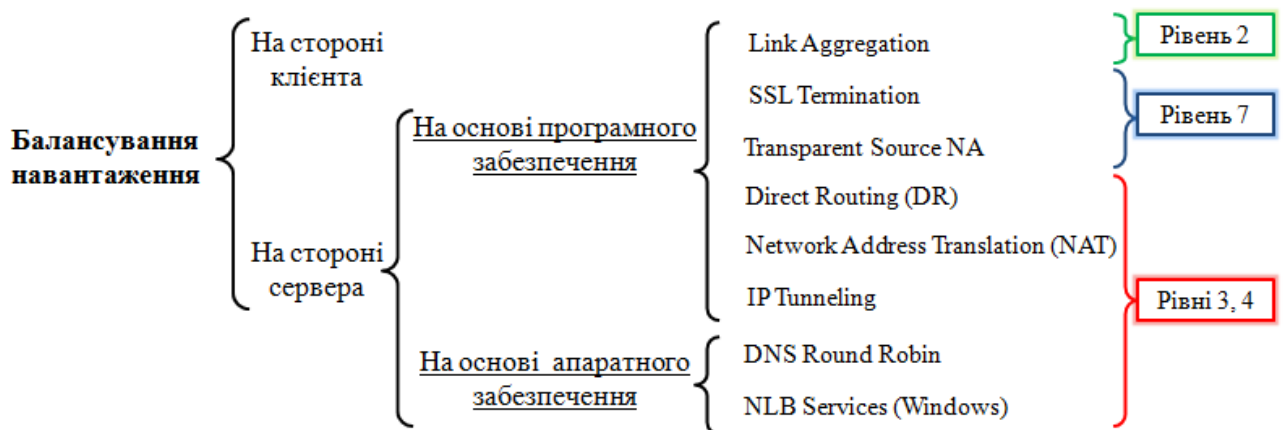 Балансування
навантаження
На стороні
клієнта
На стороні
сервера
На основі програмного
забезпечення
На основі апаратного
забезпечення
Link Aggregation
SSL Termination
Transparent Source NA
Direct Routing (DR)
Network Address Translation (NAT)
IP Tunneling
DNS Round Robin
NLB Services (Windows)
Рівень 2
Рівень 7
Рівні 3, 4